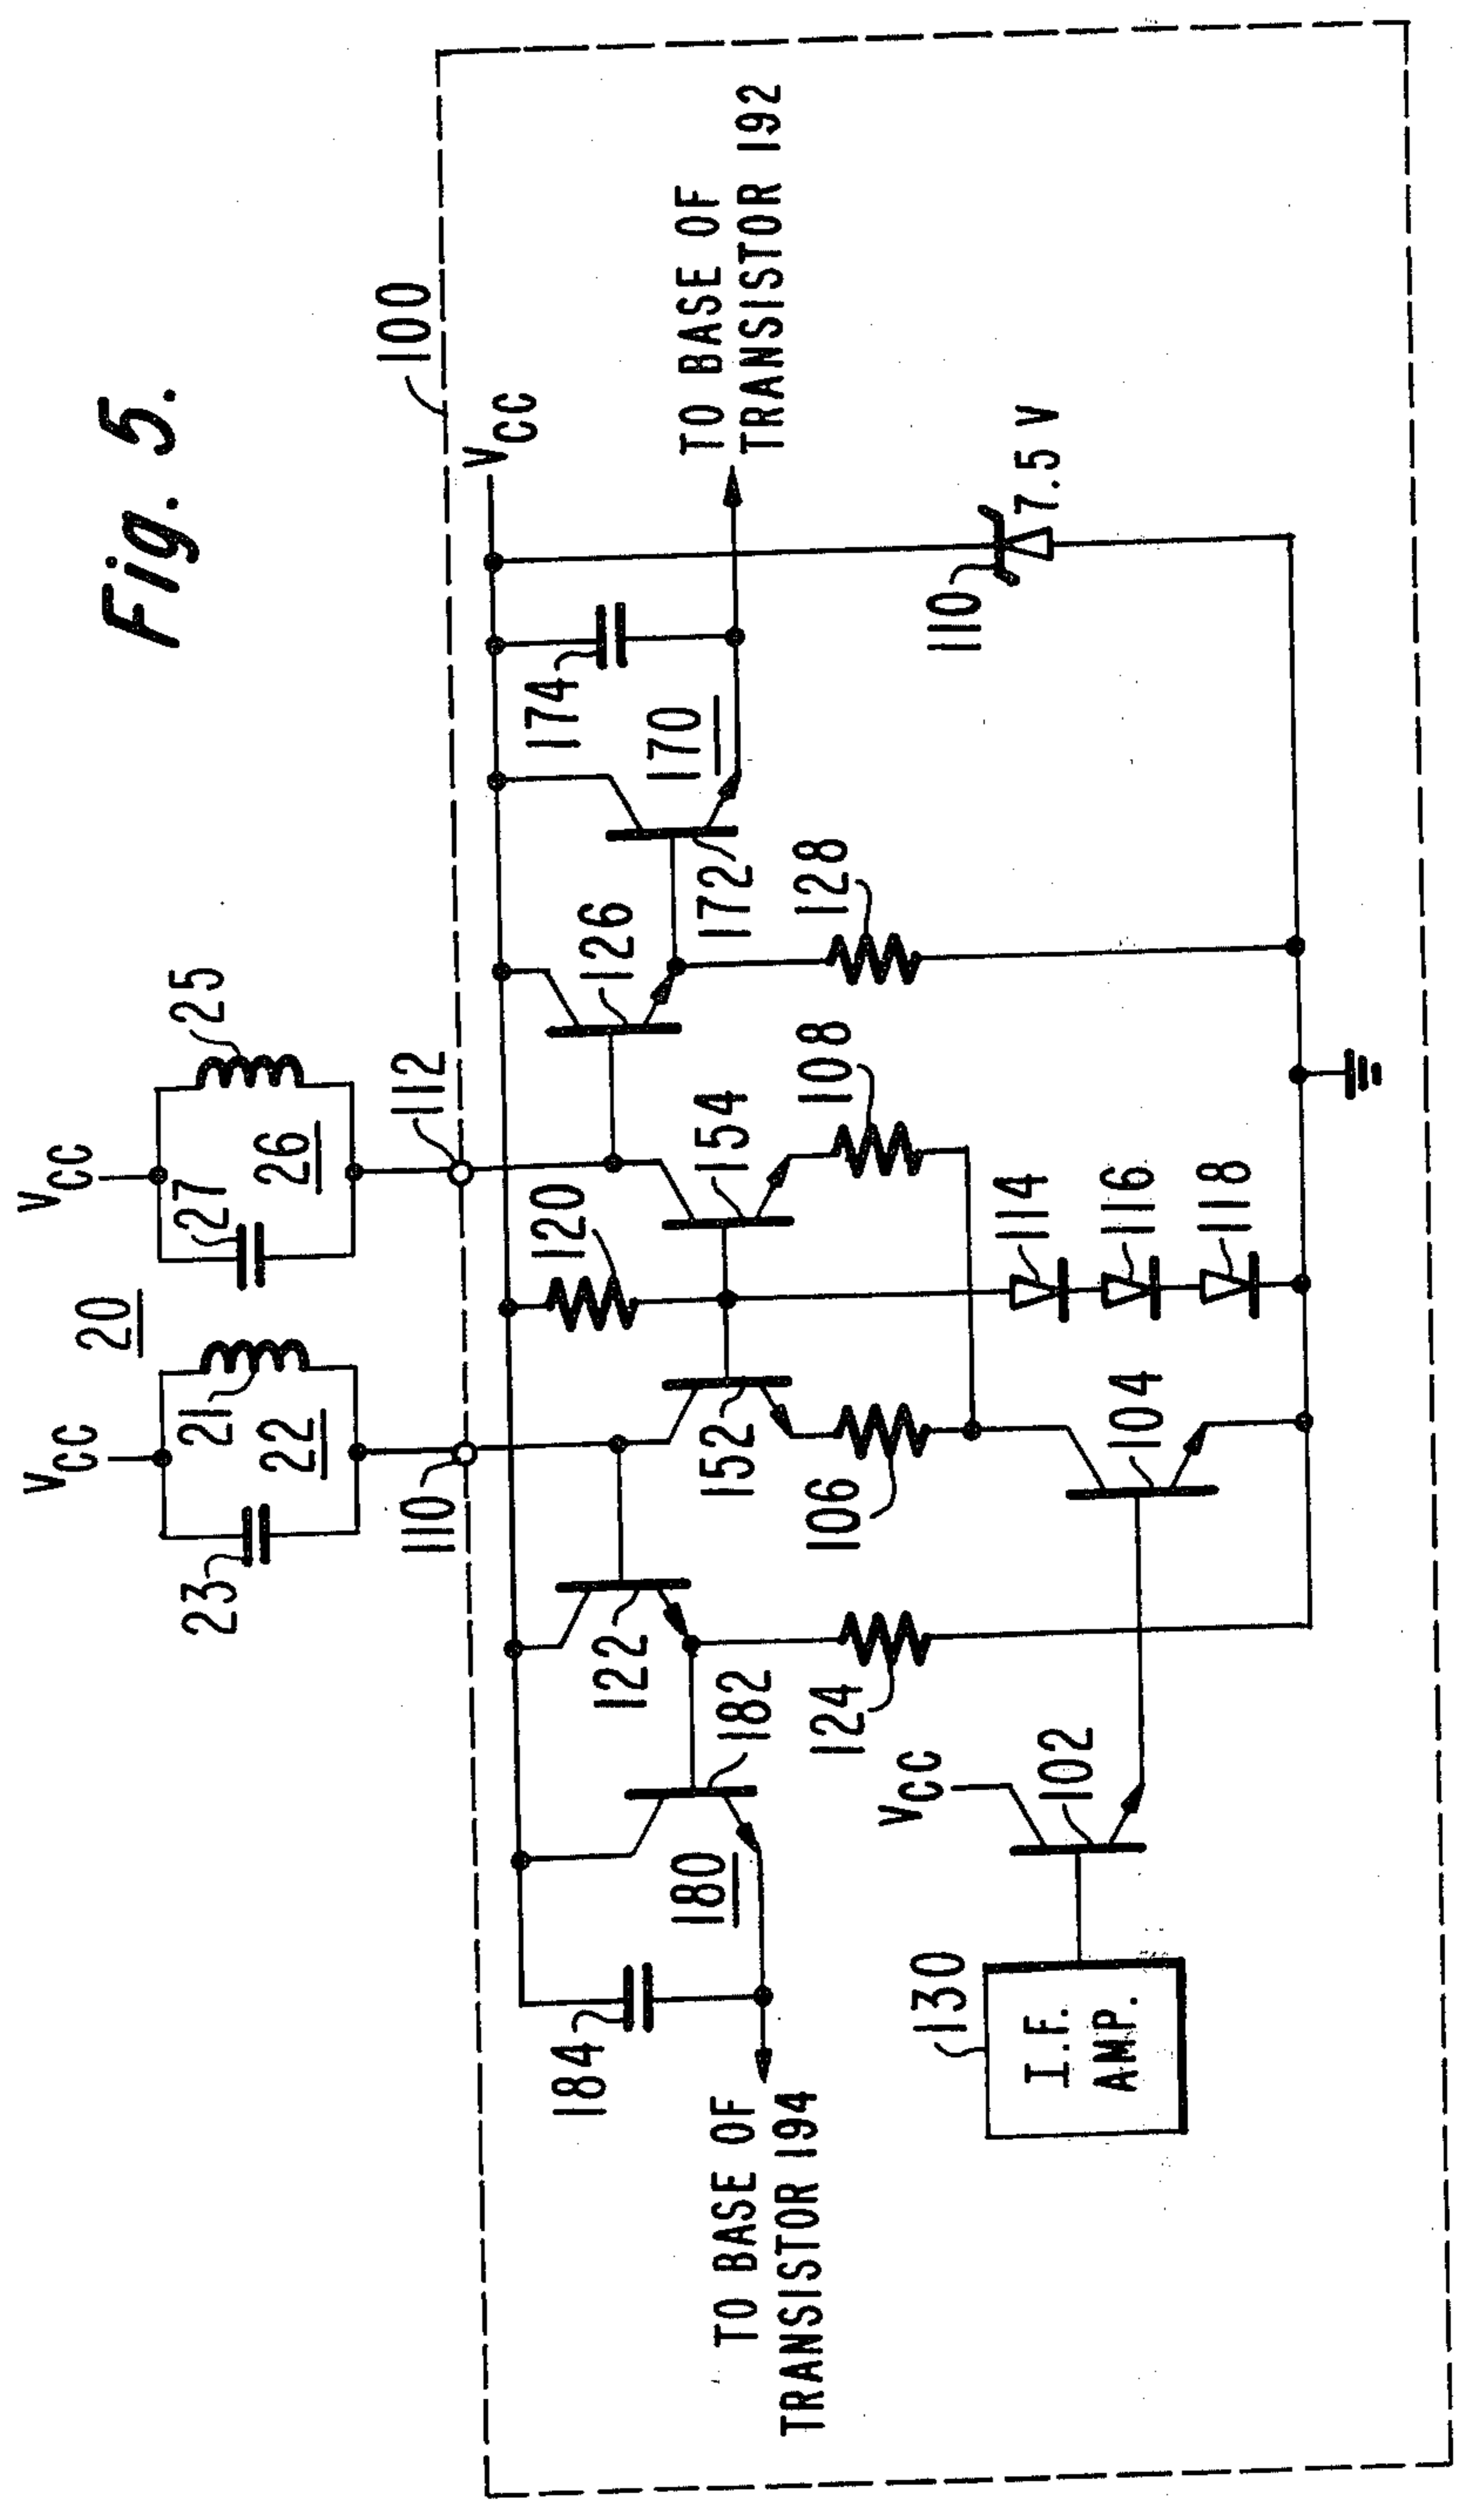 Fig. 5.
20
VCC
VCC
23
21
22
27
26
25
110
112
100
VCC
184
180
182
122
120
126
174
170
172
TO BASE OF
TRANSISTOR 194
TO BASE OF
TRANSISTOR 192
152
154
124
106
108
128
VCC
102
104
114
116
118
110
7.5 V
130
I.F.
AMP.